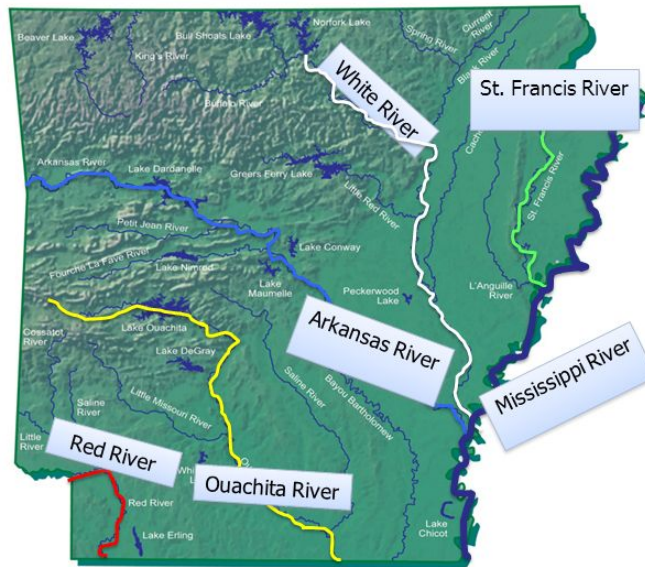 Norfork Lake
Bull Shoals Lake
Beaver Lake
King's River
Buffalo River
Spring River
Current River
Black River
White River
St. Francis River
St. Francis River
Arkansas River
Lake Dardanelle
Greers Ferry Lake
Little Red River
Petit Jean River
Fourche La Fave River
Lake Nimrod
Lake Conway
Lake Maumelle
Peckerwood Lake
L'Anguille River
Arkansas River
Mississippi River
Cossatot River
Lake Ouachita
Lake DeGray
Saline River
Little Missouri River
Saline River
Bayou Bartholomew
Little River
Red River
Ouachita River
Red River
Lake Erling
Lake Chicot